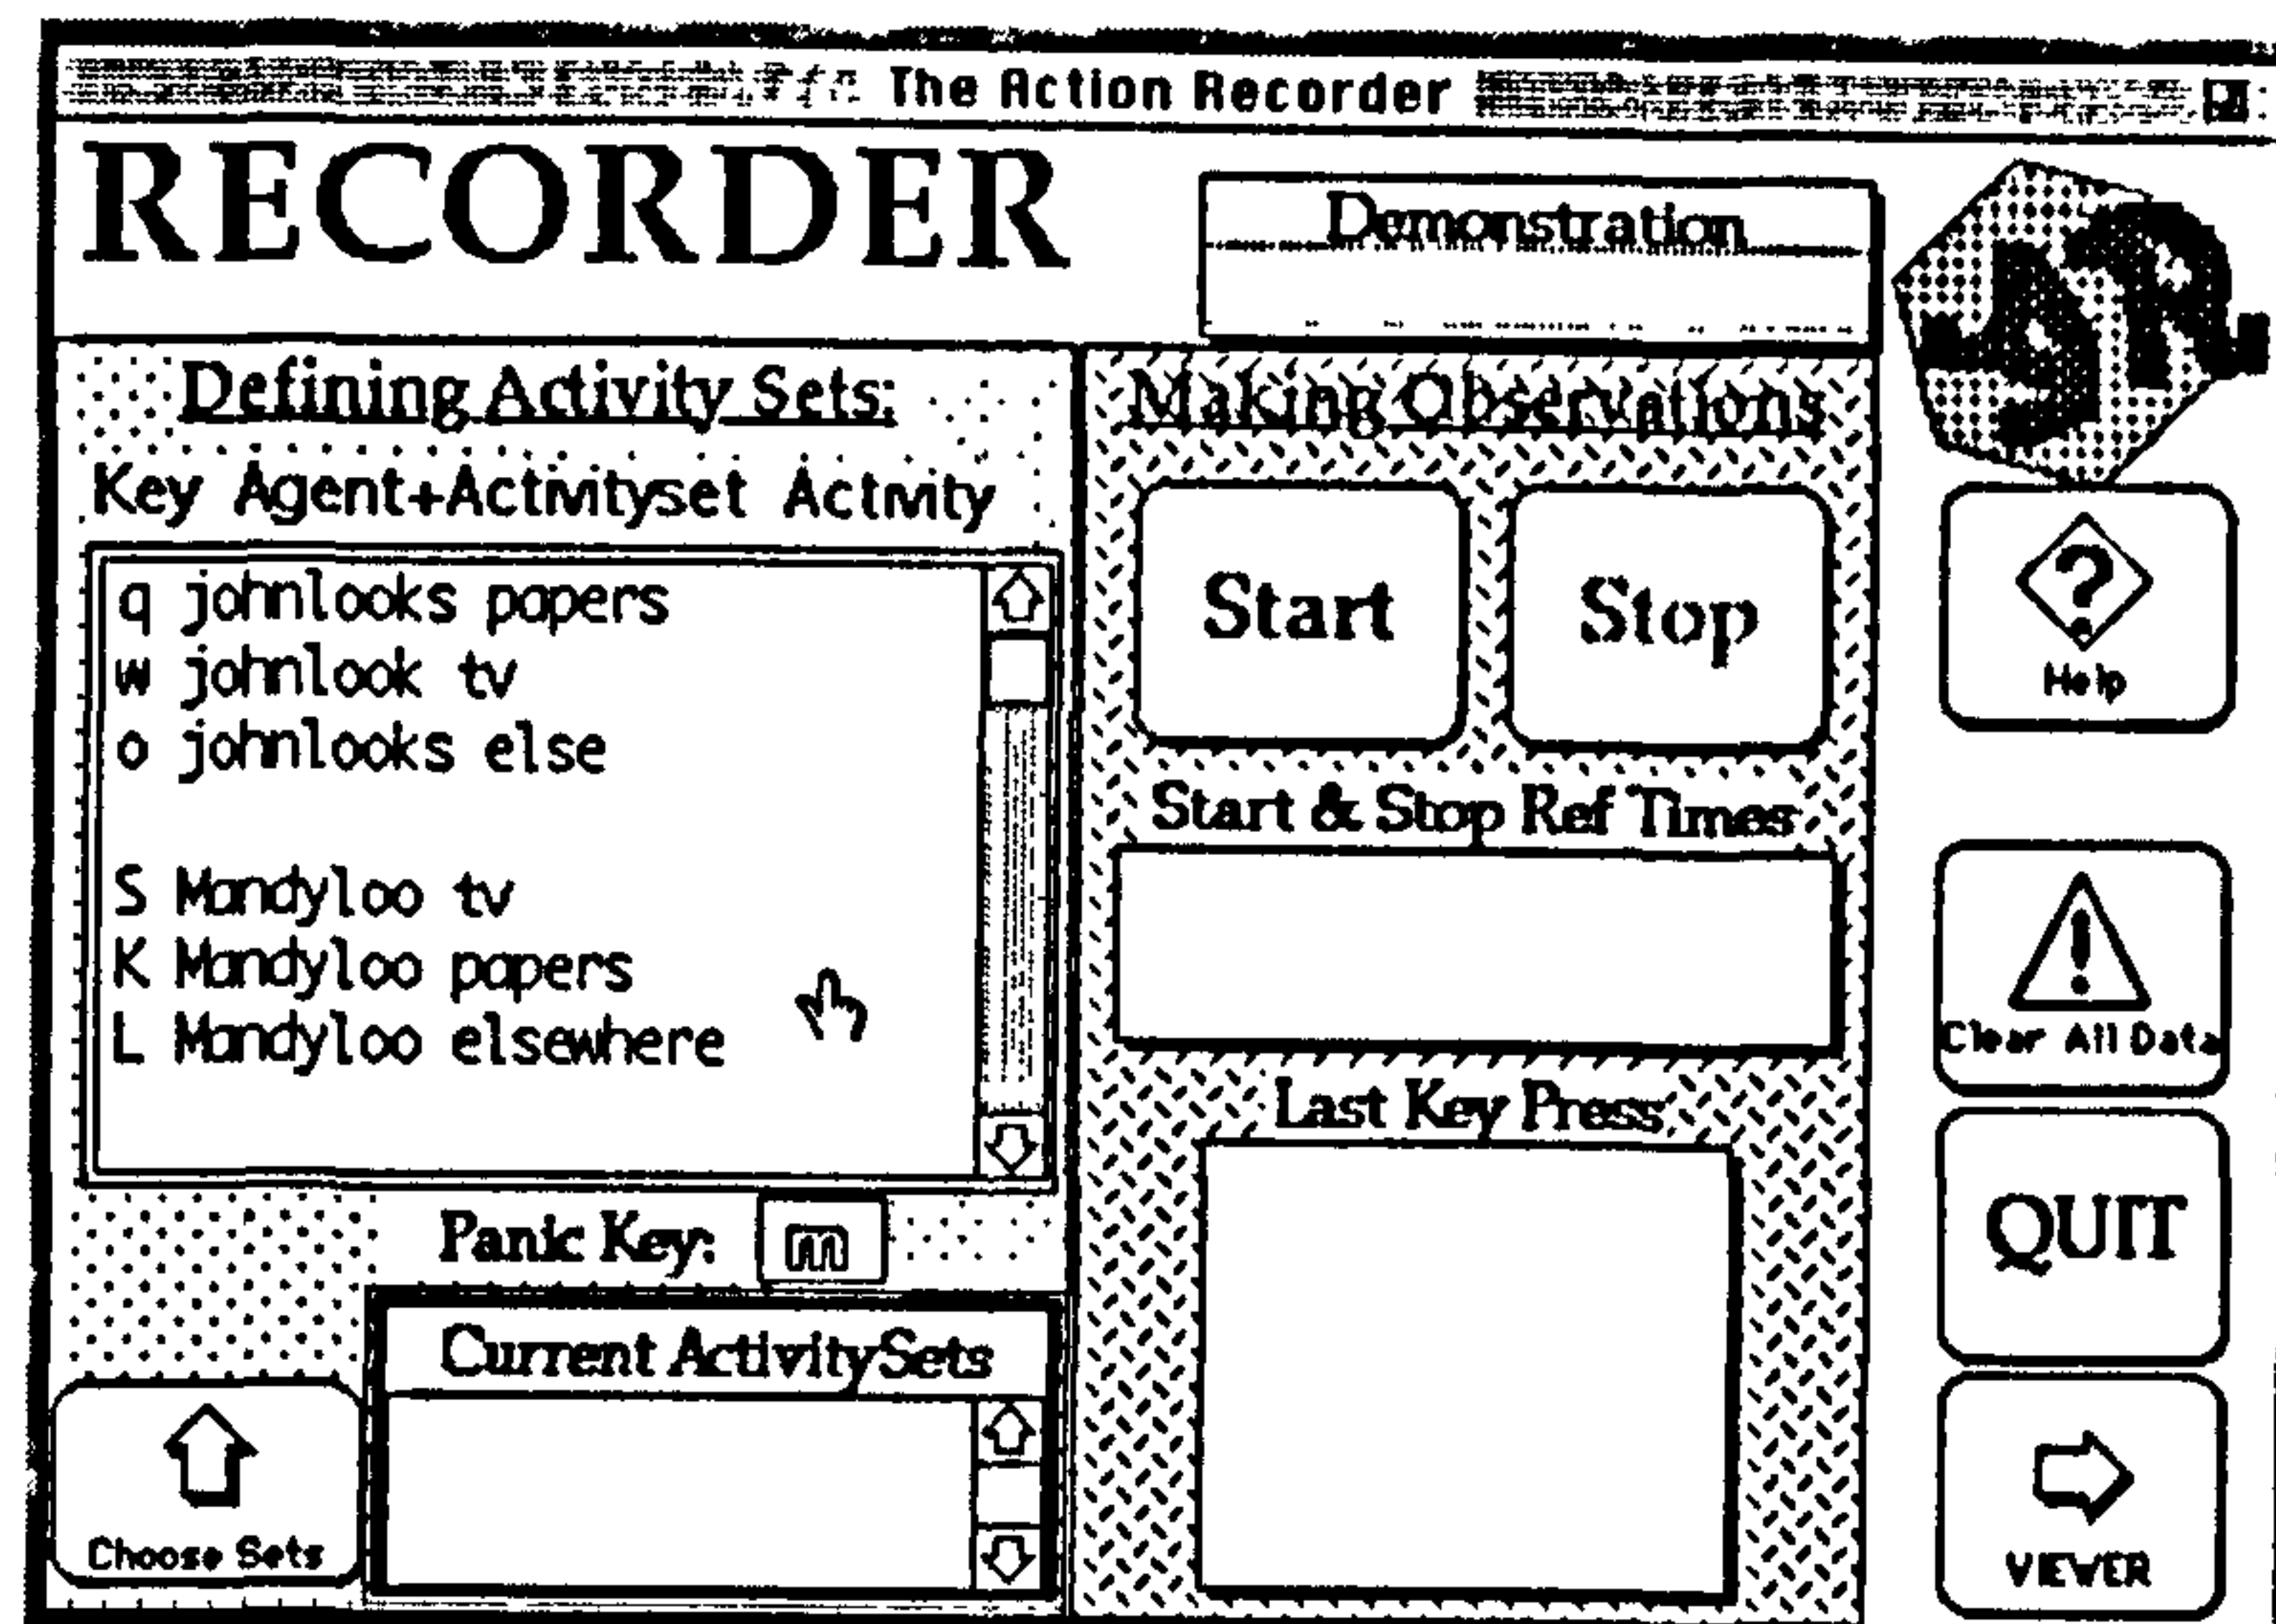 The Action Recorder
RECORDER
Demonstration
Defining Activity Sets:
Key Agent+Activityset Activity
q johnlooks papers
w johnlook tv
o johnlooks else
S Mandyloo tv
K Mandyloo papers
L Mandyloo elsewhere
Panic Key: m
Current ActivitySets
Choose Sets
Making Observations
Start
Stop
Start & Stop Ref Times
Last Key Press
?
Help
!
Clear All Data
QUIT
VIEWER